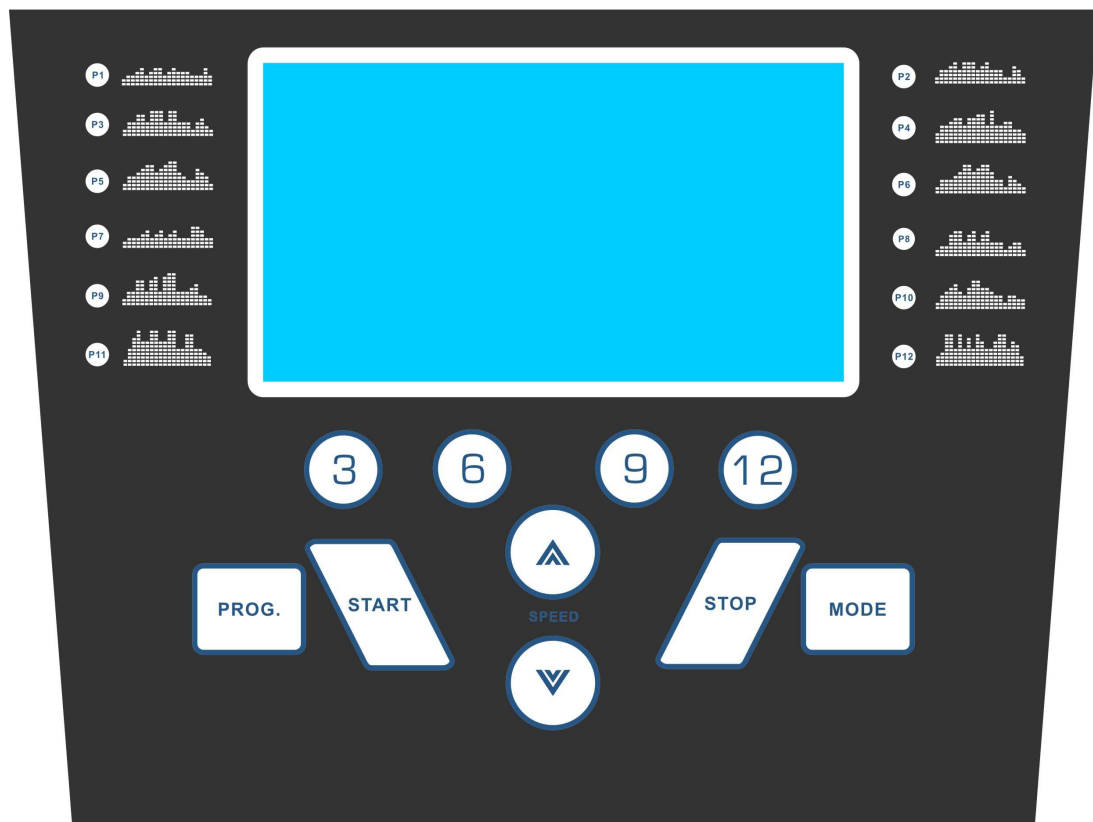 P1
P2
P3
P4
P5
P6
P7
P8
P9
P10
P11
P12
3 6 9 12
PROG. START SPEED STOP MODE